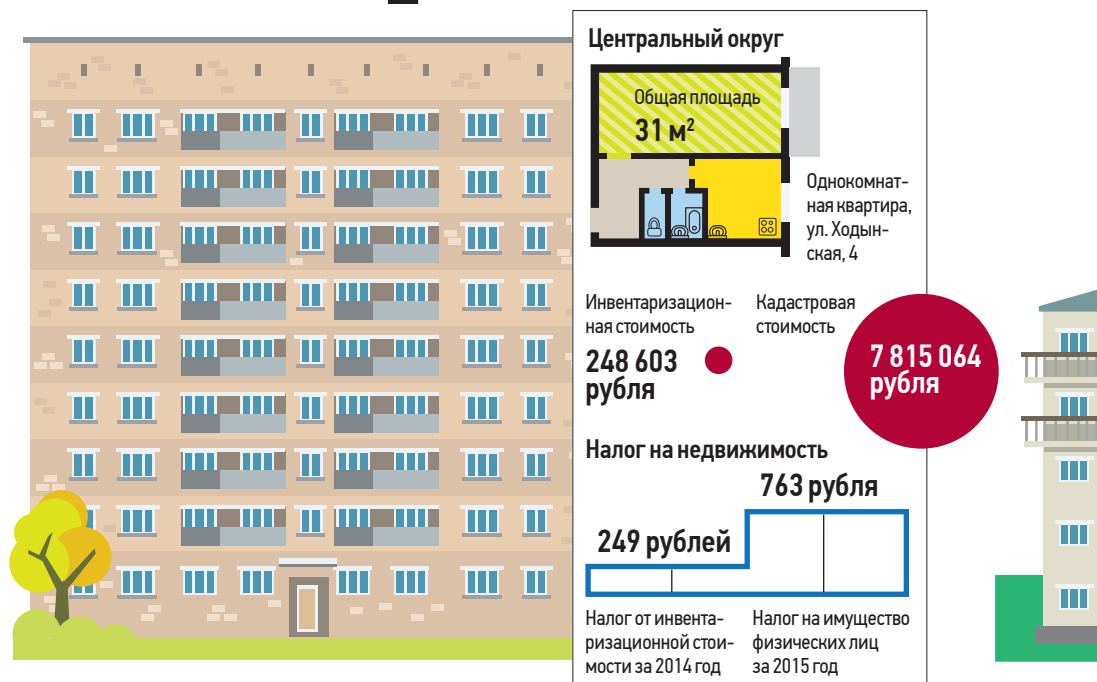 Центральный округ
Общая площадь
31 м²
Однокомнат-
ная квартира,
ул. Ходын-
ская, 4
Инвентаризацион-
ная стоимость
248 603
рубля
Кадастровая
стоимость
7 815 064
рубля
Налог на недвижимость
249 рублей
763 рубля
Налог от инвента-
ризационной стои-
мости за 2014 год
Налог на имущество
физических лиц
за 2015 год